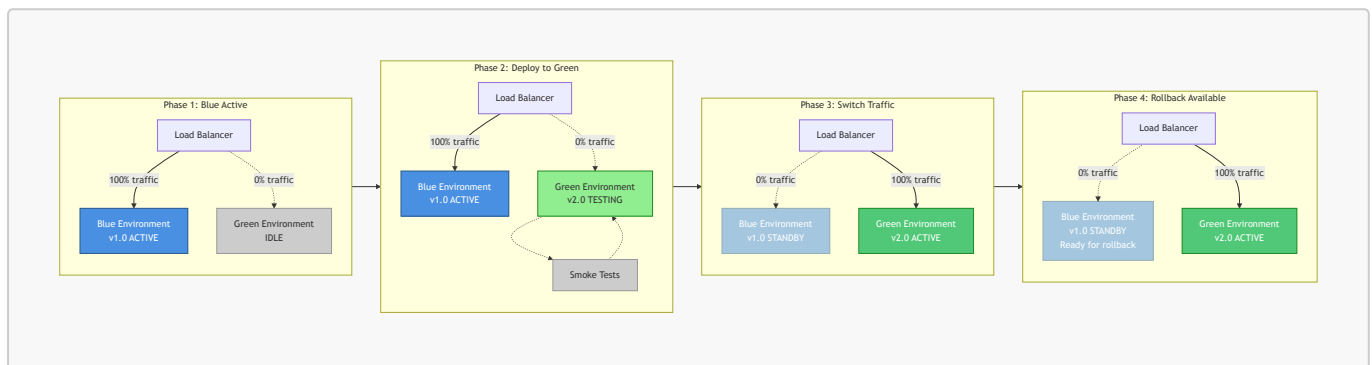 Phase 1: Blue Active
Load Balancer
100% traffic
0% traffic
Blue Environment
v1.0 ACTIVE
Green Environment
IDLE
Phase 2: Deploy to Green
Load Balancer
100% traffic
0% traffic
Blue Environment
v1.0 ACTIVE
Green Environment
v2.0 TESTING
Smoke Tests
Phase 3: Switch Traffic
Load Balancer
0% traffic
100% traffic
Blue Environment
v1.0 STANDBY
Green Environment
v2.0 ACTIVE
Phase 4: Rollback Available
Load Balancer
0% traffic
100% traffic
Blue Environment
v1.0 STANDBY
Ready for rollback
Green Environment
v2.0 ACTIVE